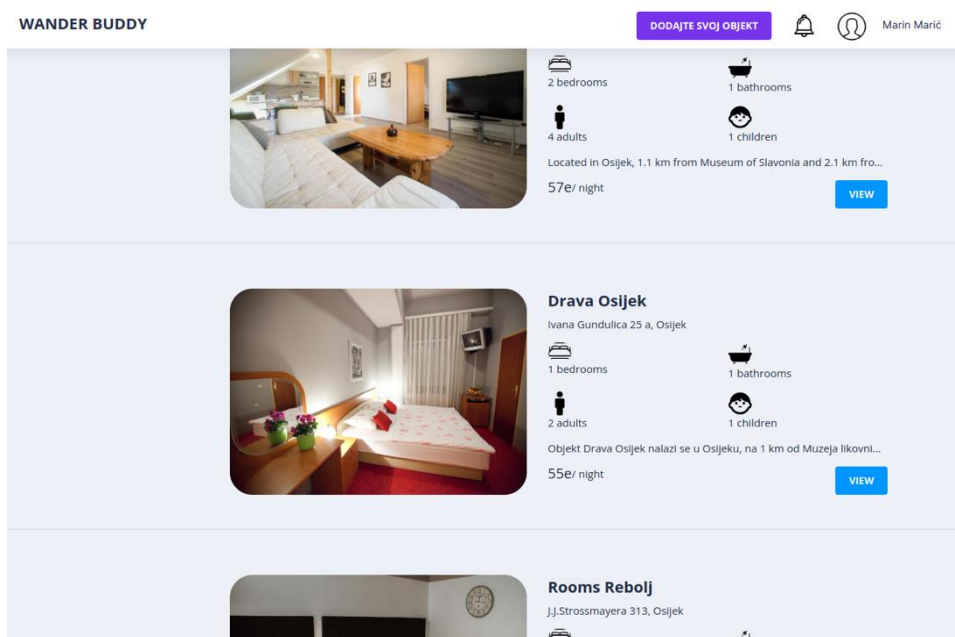 WANDER BUDDY
DODAJTE SVOJ OBJEKT
Marin Marić
2 bedrooms
1 bathrooms
4 adults
1 children
Located in Osijek, 1.1 km from Museum of Slavonia and 2.1 km fro...
57e/ night
VIEW
Drava Osijek
Ivana Gundulica 25 a, Osijek
1 bedrooms
1 bathrooms
2 adults
1 children
Objekt Drava Osijek nalazi se u Osijeku, na 1 km od Muzeja likovni...
55e/ night
VIEW
Rooms Rebolj
J.J.Strossmayera 313, Osijek